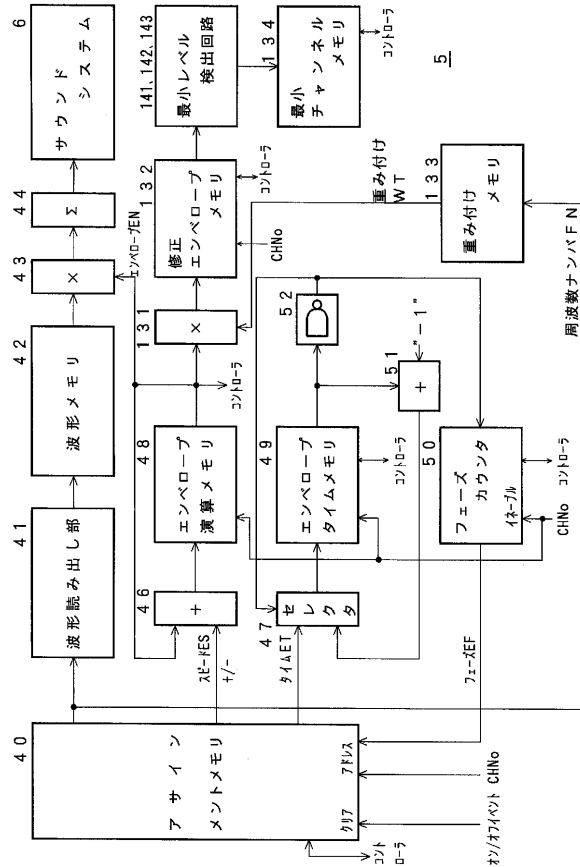 40
アサイン
メントメモリ
クリア
アドレス
コント
ローラ
オン/オフイベント
CHNo
41
波形読み出し部
42
波形メモリ
43
×
44
Σ
6
サウンド
システム
エンベロープEN
46
+
スピードES
+/-
48
エンベロープ
演算メモリ
コントローラ
131
×
132
修正
エンベロープ
メモリ
コントローラ
CHNo
141、142、143
最小レベル
検出回路
134
最小
チャンネル
メモリ
コントローラ
5
47
セレクタ
タイムET
49
エンベロープ
タイムメモリ
コントローラ
52
51
+
"-1"
50
フェーズ
カウンタ
イネーブル
コントローラ
CHNo
フェーズEF
重み付け
WT
133
重み付け
メモリ
周波数ナンバFN